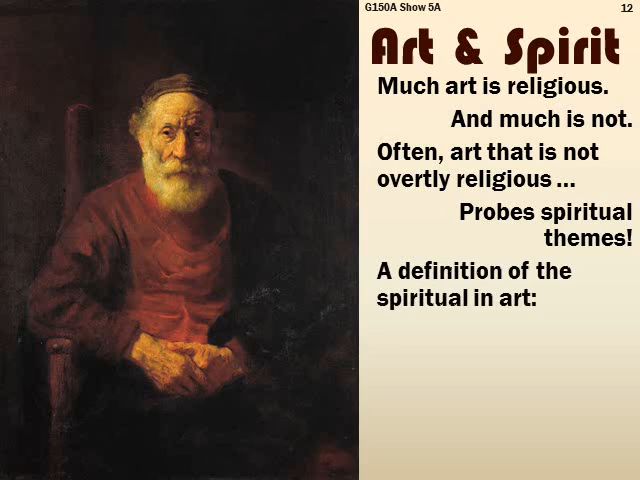 G150A Show 5A
12
Art & Spirit
Much art is religious.
And much is not.
Often, art that is not
overtly religious ...
Probes spiritual
themes!
A definition of the
spiritual in art: